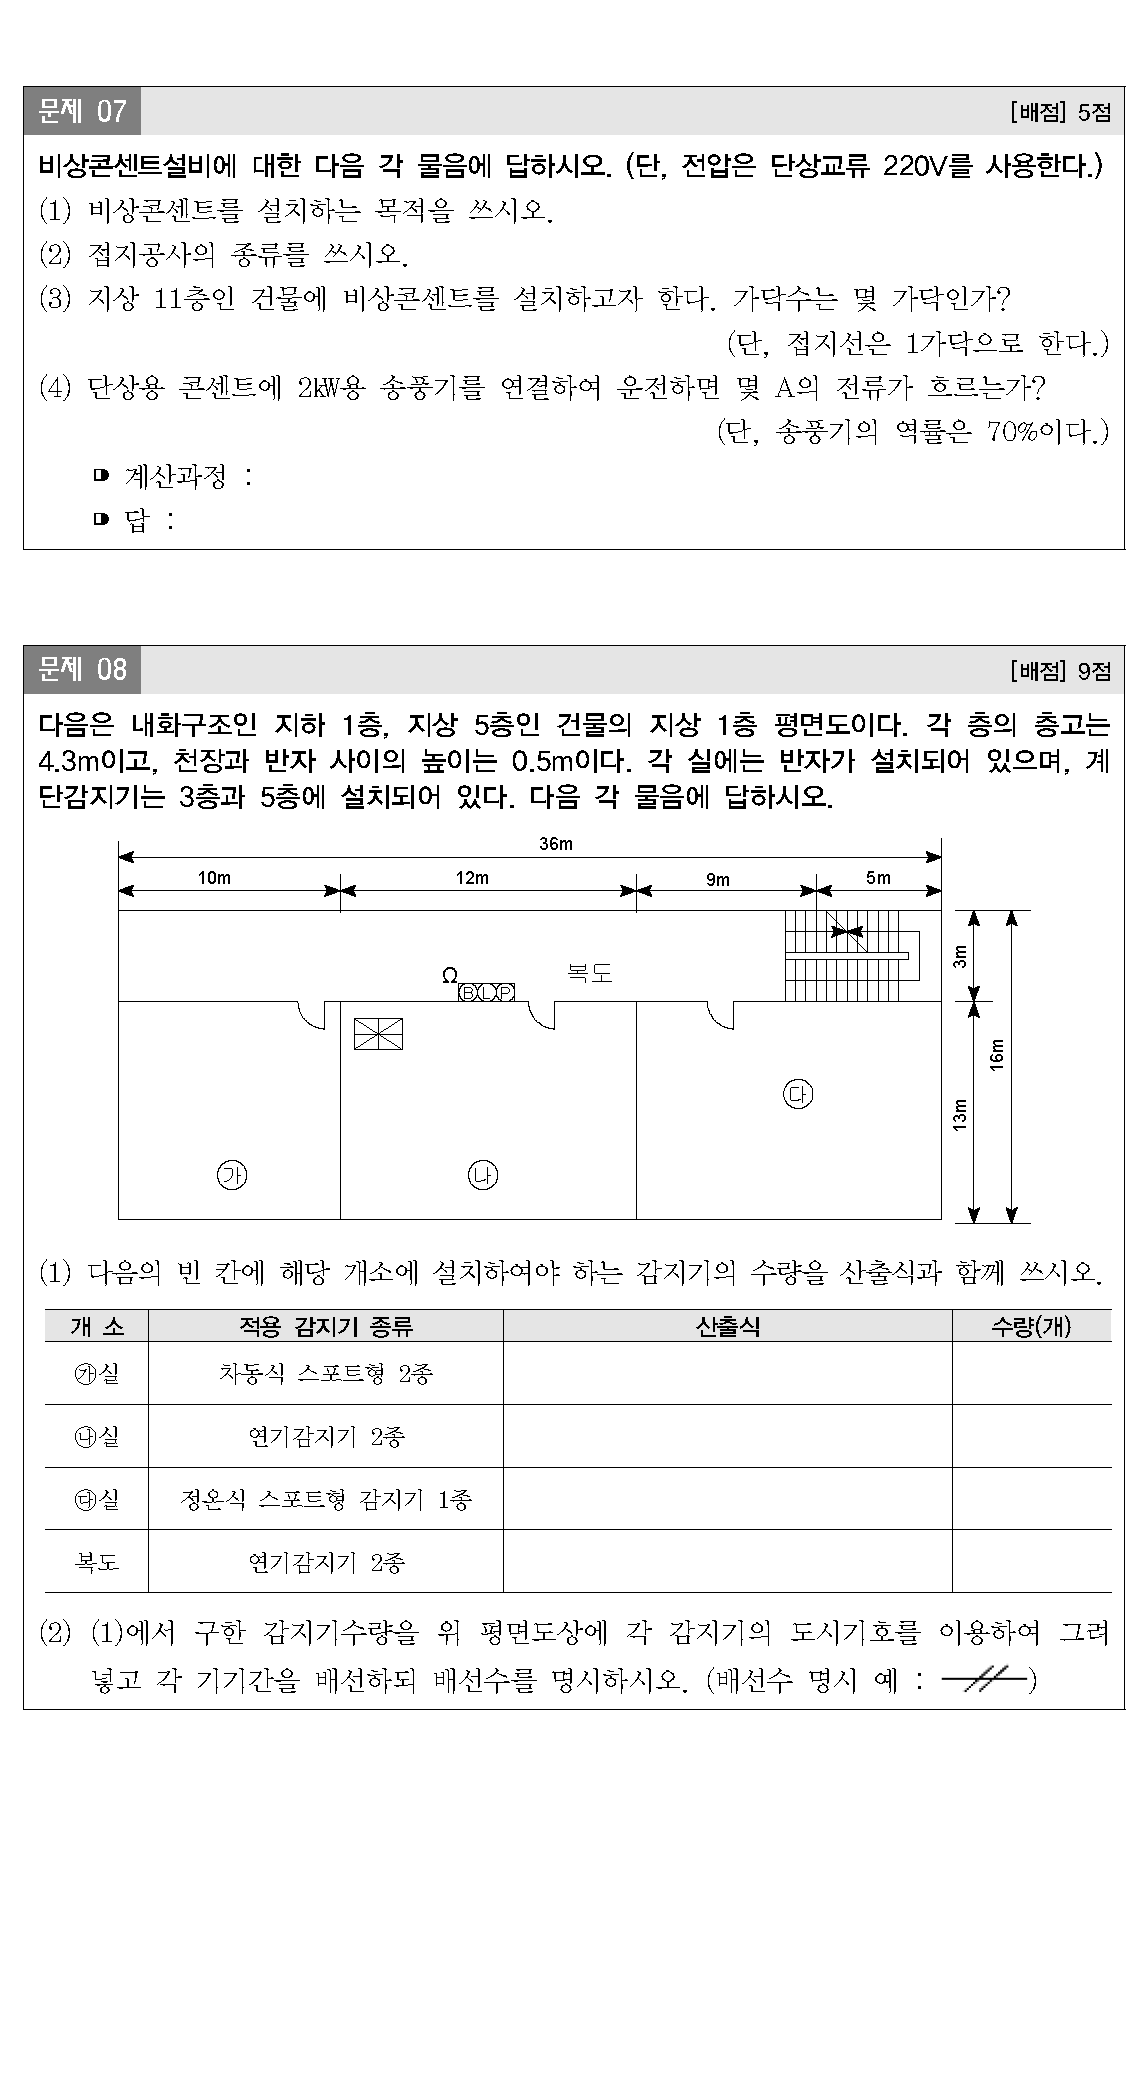 문제 07 [배점] 5점
비상콘센트설비에 대한 다음 각 물음에 답하시오. (단, 전압은 단상교류 220V를 사용한다.)
(1) 비상콘센트를 설치하는 목적을 쓰시오.
(2) 접지공사의 종류를 쓰시오.
(3) 지상 11층인 건물에 비상콘센트를 설치하고자 한다. 가닥수는 몇 가닥인가?
(단, 접지선은 1가닥으로 한다.)
(4) 단상용 콘센트에 2㎾용 송풍기를 연결하여 운전하면 몇 A의 전류가 흐르는가?
(단, 송풍기의 역률은 70%이다.)
계산과정 :
답 :
문제 08 [배점] 9점
다음은 내화구조인 지하 1층, 지상 5층인 건물의 지상 1층 평면도이다. 각 층의 층고는
4.3m이고, 천장과 반자 사이의 높이는 0.5m이다. 각 실에는 반자가 설치되어 있으며, 계
단감지기는 3층과 5층에 설치되어 있다. 다음 각 물음에 답하시오.
36m
10m 12m 9m 5m
3m
Ω 복도
B L P
16m
㉰
13m
㉮ ㉯
(1) 다음의 빈 칸에 해당 개소에 설치하여야 하는 감지기의 수량을 산출식과 함께 쓰시오.
개 소 적용 감지기 종류 산출식 수량(개)
㉮실 차동식 스포트형 2종
㉯실 연기감지기 2종
㉰실 정온식 스포트형 감지기 1종
복도 연기감지기 2종
(2) (1)에서 구한 감지기수량을 위 평면도상에 각 감지기의 도시기호를 이용하여 그려
넣고 각 기기간을 배선하되 배선수를 명시하시오. (배선수 명시 예 : )